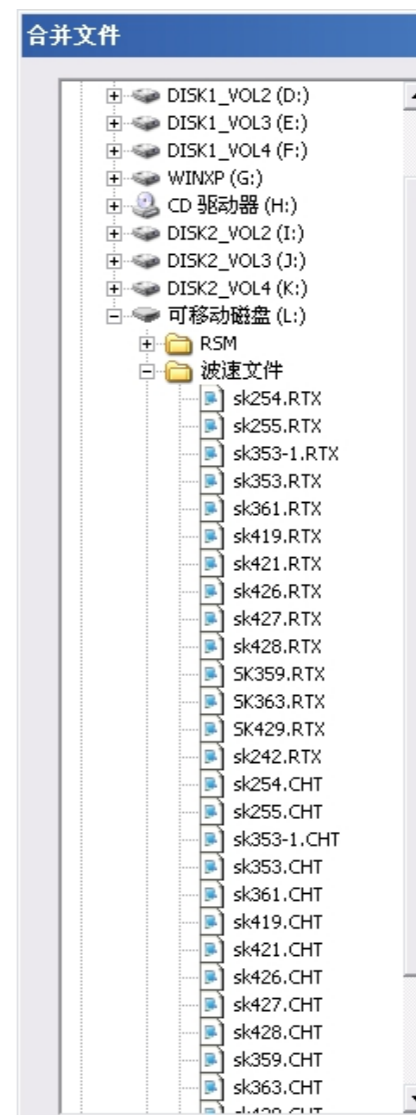 合并文件
DISK1_VOL2 (D:)
DISK1_VOL3 (E:)
DISK1_VOL4 (F:)
WINXP (G:)
CD 驱动器 (H:)
DISK2_VOL2 (I:)
DISK2_VOL3 (J:)
DISK2_VOL4 (K:)
可移动磁盘 (L:)
RSM
波速文件
sk254.RTX
sk255.RTX
sk353-1.RTX
sk353.RTX
sk361.RTX
sk419.RTX
sk421.RTX
sk426.RTX
sk427.RTX
sk428.RTX
SK359.RTX
SK363.RTX
SK429.RTX
sk242.RTX
sk254.CHT
sk255.CHT
sk353-1.CHT
sk353.CHT
sk361.CHT
sk419.CHT
sk421.CHT
sk426.CHT
sk427.CHT
sk428.CHT
sk359.CHT
sk363.CHT